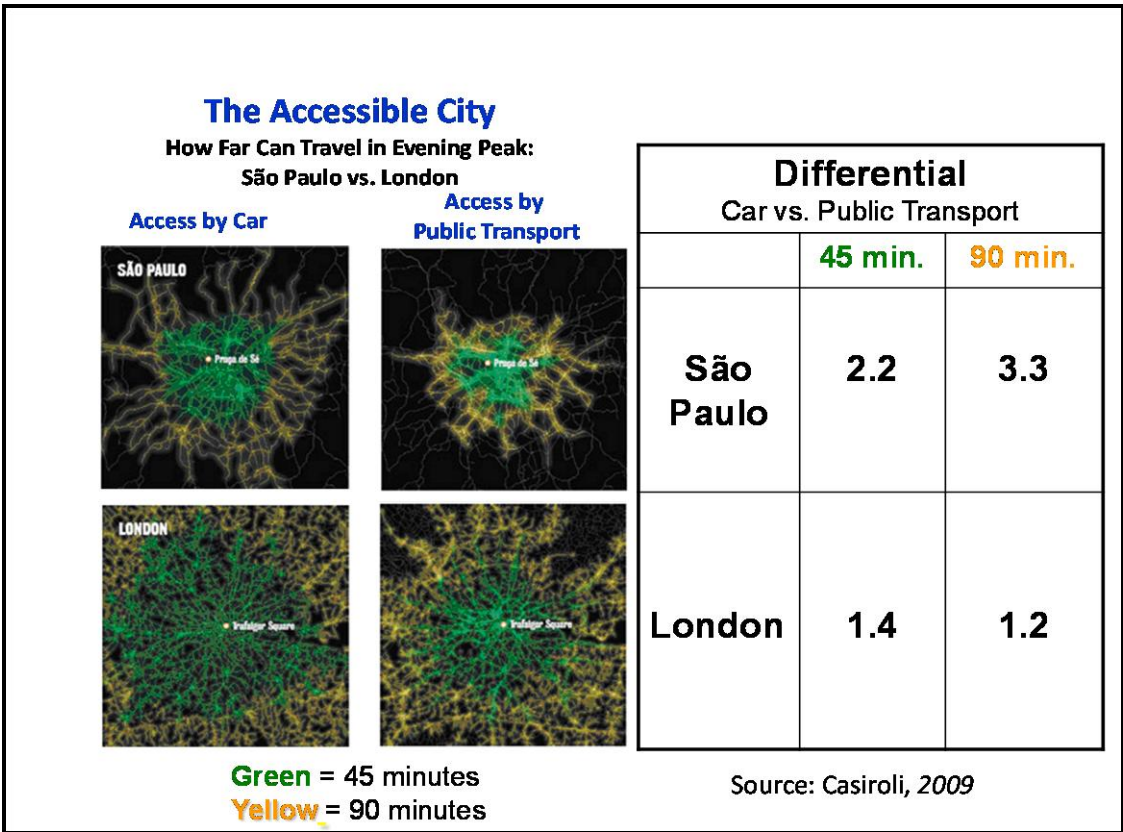 The Accessible City
How Far Can Travel in Evening Peak:
São Paulo vs. London
Access by Car
Access by
Public Transport
SÃO PAULO
Praça de Sé
Praça de Sé
LONDON
Trafalgar Square
Trafalgar Square
Green = 45 minutes
Yellow = 90 minutes
Differential
Car vs. Public Transport
45 min. 90 min.
São
Paulo
2.2 3.3
London 1.4 1.2
Source: Casiroli, 2009